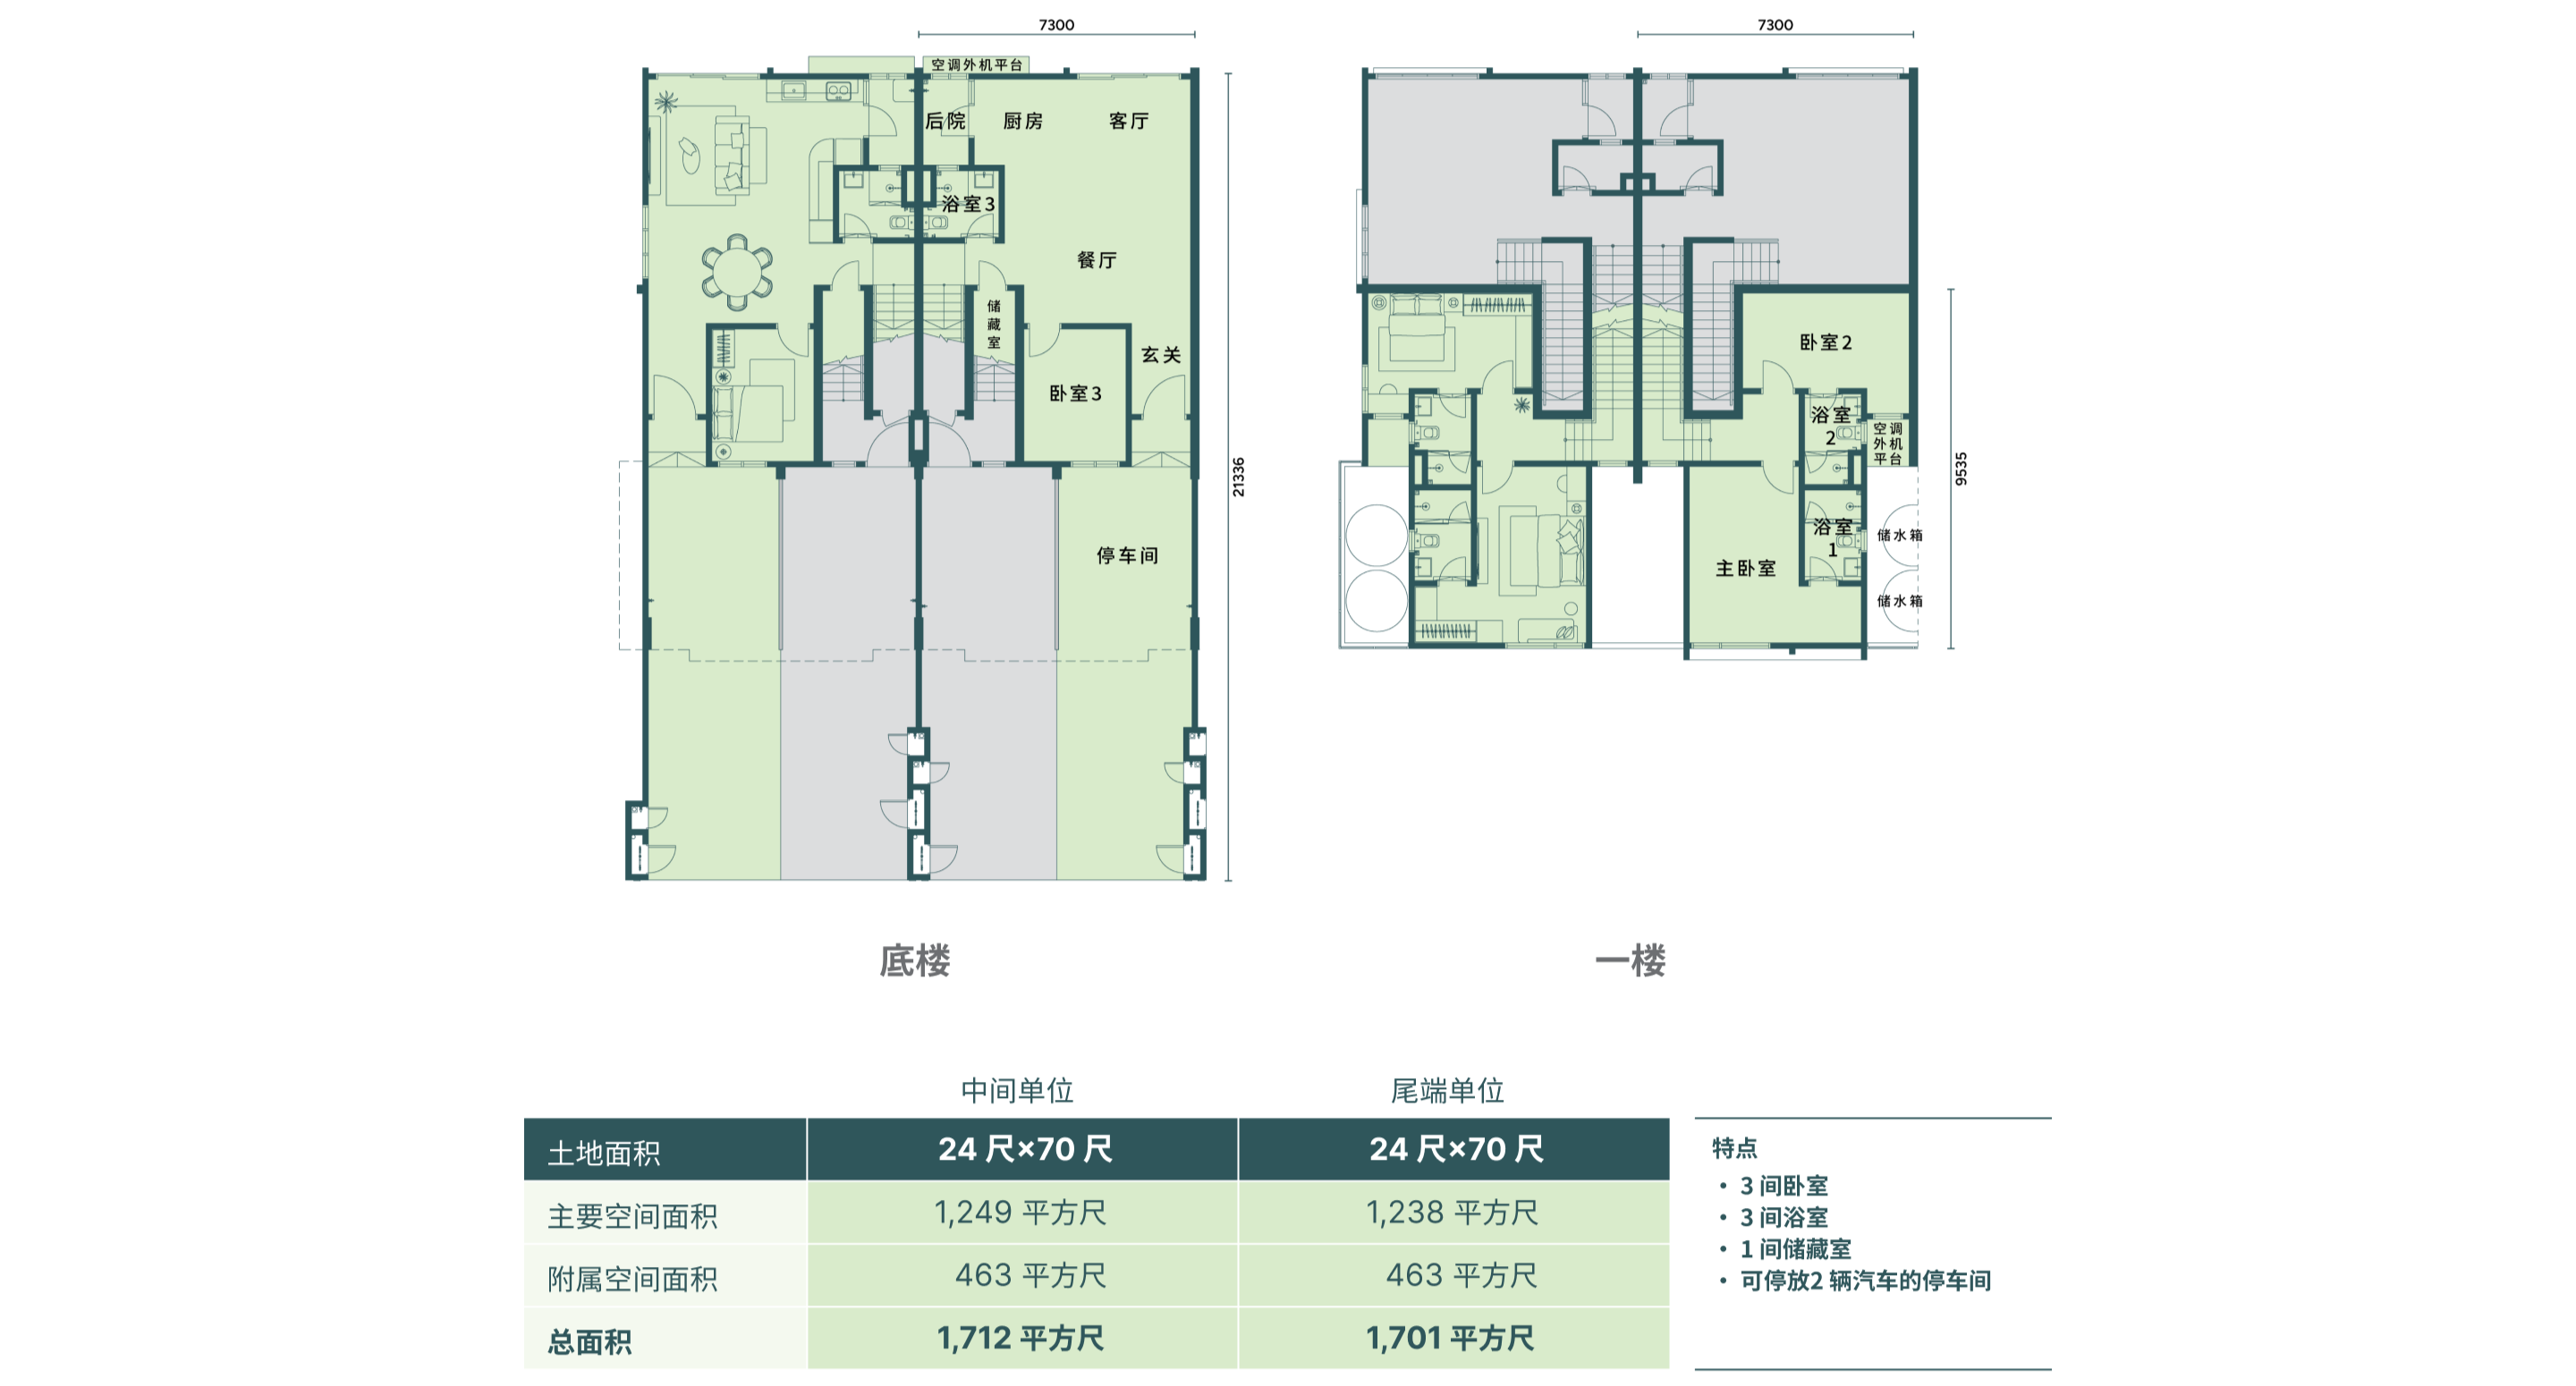 7300
空调外机平台
后院
厨房
客厅
浴室3
餐厅
储
藏
室
玄关
卧室3
停车间
21336
底楼
7300
卧室2
浴室
2
空调
外机
平台
浴室
1
主卧室
储水箱
储水箱
9535
一楼
中间单位
尾端单位
土地面积
24 尺×70 尺
24 尺×70 尺
主要空间面积
1,249 平方尺
1,238 平方尺
附属空间面积
463 平方尺
463 平方尺
总面积
1,712 平方尺
1,701 平方尺
特点
• 3 间卧室
• 3 间浴室
• 1 间储藏室
• 可停放2 辆汽车的停车间